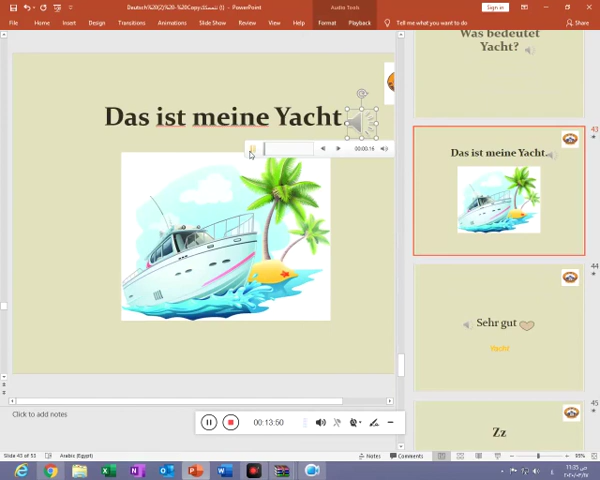 Deutsch%20(2)%20-%20Copy.تمسك (1) - PowerPoint
Audio Tools
Sign in
File
Home
Insert
Design
Transitions
Animations
Slide Show
Review
View
Format
Playback
Tell me what you want to do
Share
Das ist meine Yacht.
00:00.16
Was bedeutet
Yacht?
43
Das ist meine Yacht.
44
Sehr gut
Yacht
45
Zz
Click to add notes
00:13:50
Slide 43 of 53
Arabic (Egypt)
Notes
Comments